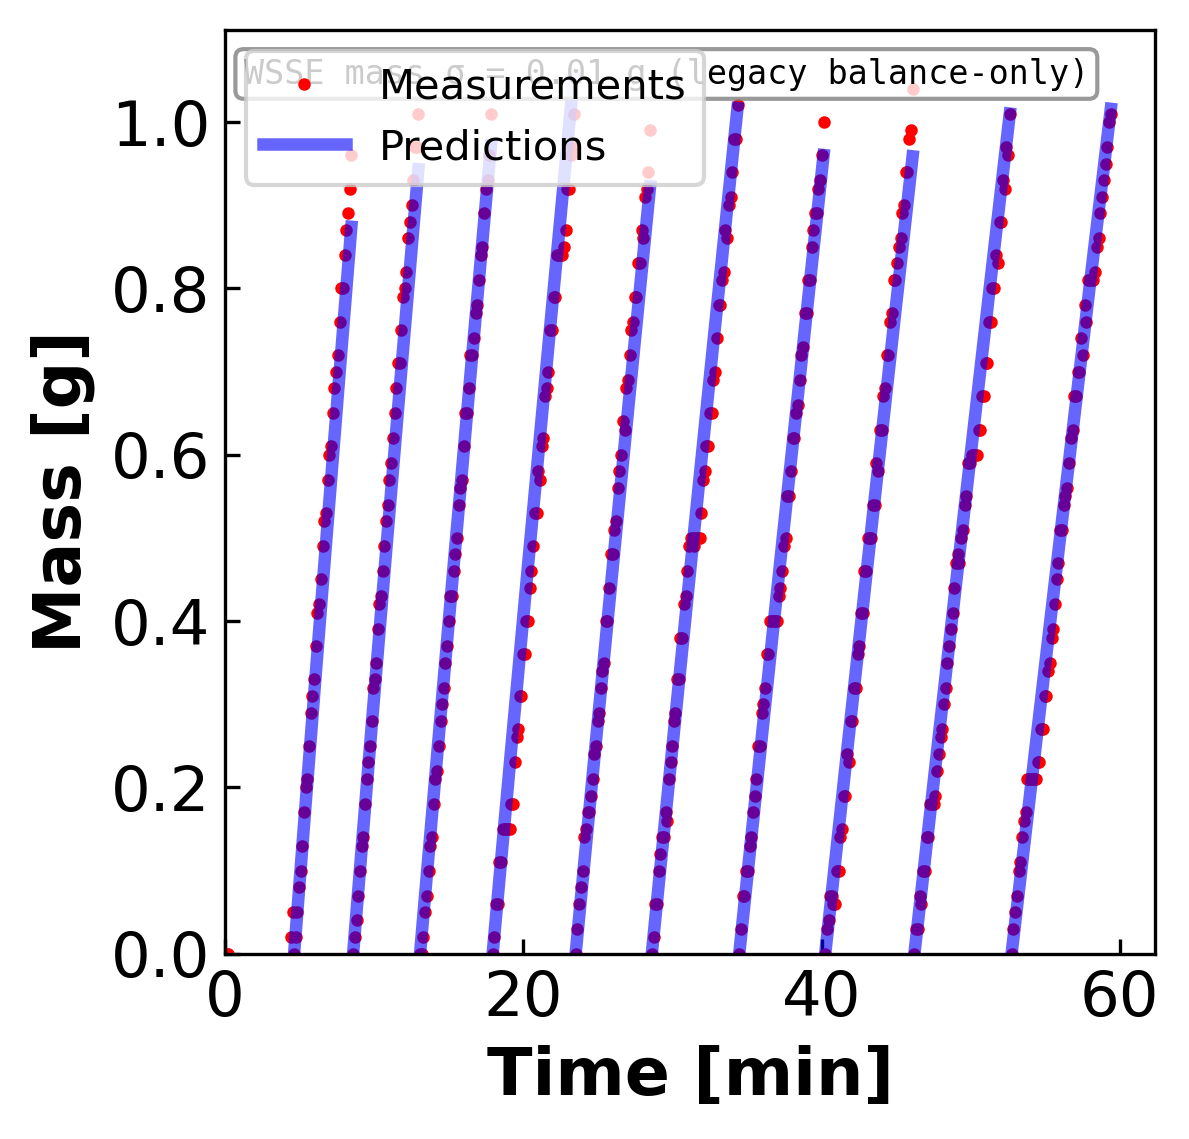 WSSE mass σ = 0.01 g (legacy balance-only)
Measurements
Predictions
Mass [g]
1.0
0.8
0.6
0.4
0.2
0.0
0 20 40 60
Time [min]